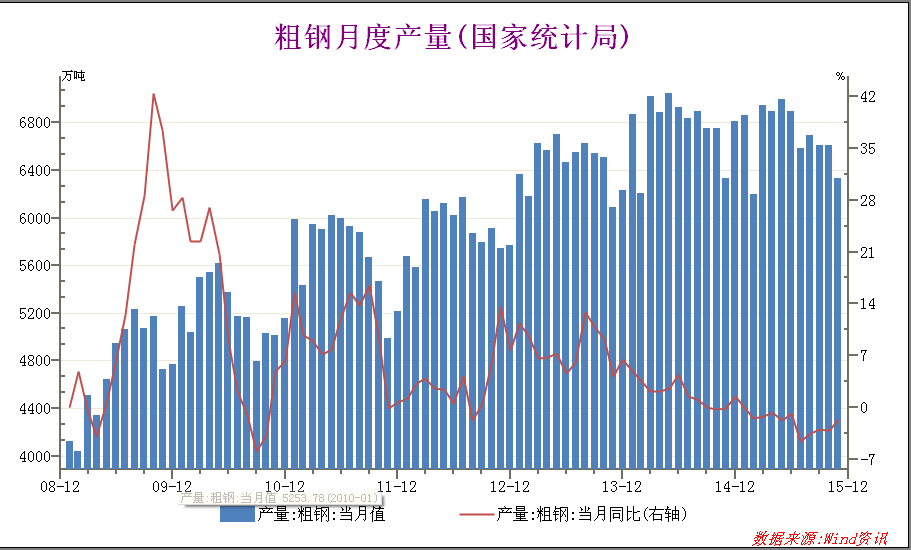 粗钢月度产量(国家统计局)
万吨 %
6800 42
6400 35
6000 28
5600 21
5200 14
4800 7
4400 0
4000 -7
08-12 09-12 10-12 11-12 12-12 13-12 14-12 15-12
产量:粗钢:当月值 5253.78(2010-01)
产量:粗钢:当月值 产量:粗钢:当月同比(右轴)
数据来源:Wind资讯